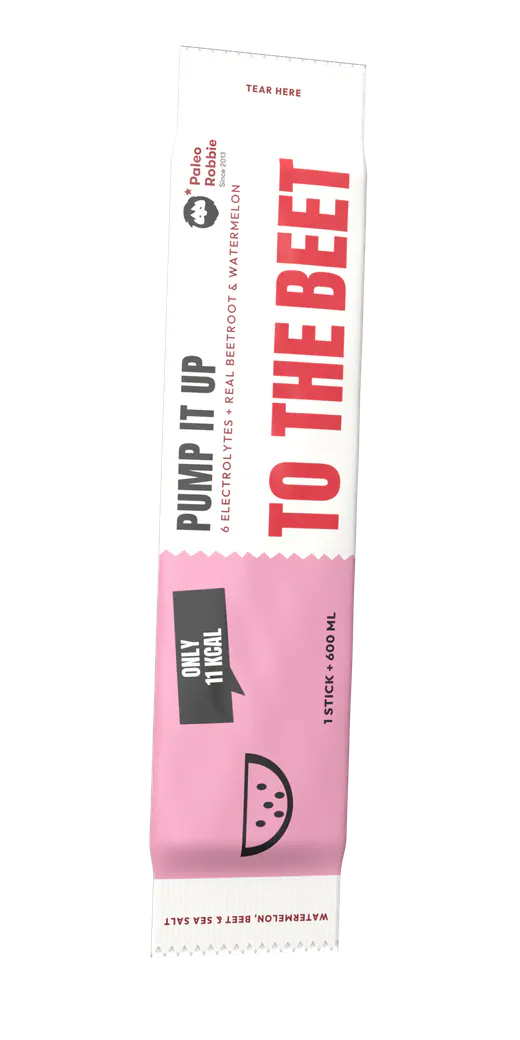 TEAR HERE
* Paleo
Robbie
Since 2013
PUMP IT UP
6 ELECTROLYTES + REAL BEETROOT & WATERMELON
TO THE BEET
ONLY
11 KCAL
1 STICK + 600 ML
WATERMELON, BEET & SEA SALT